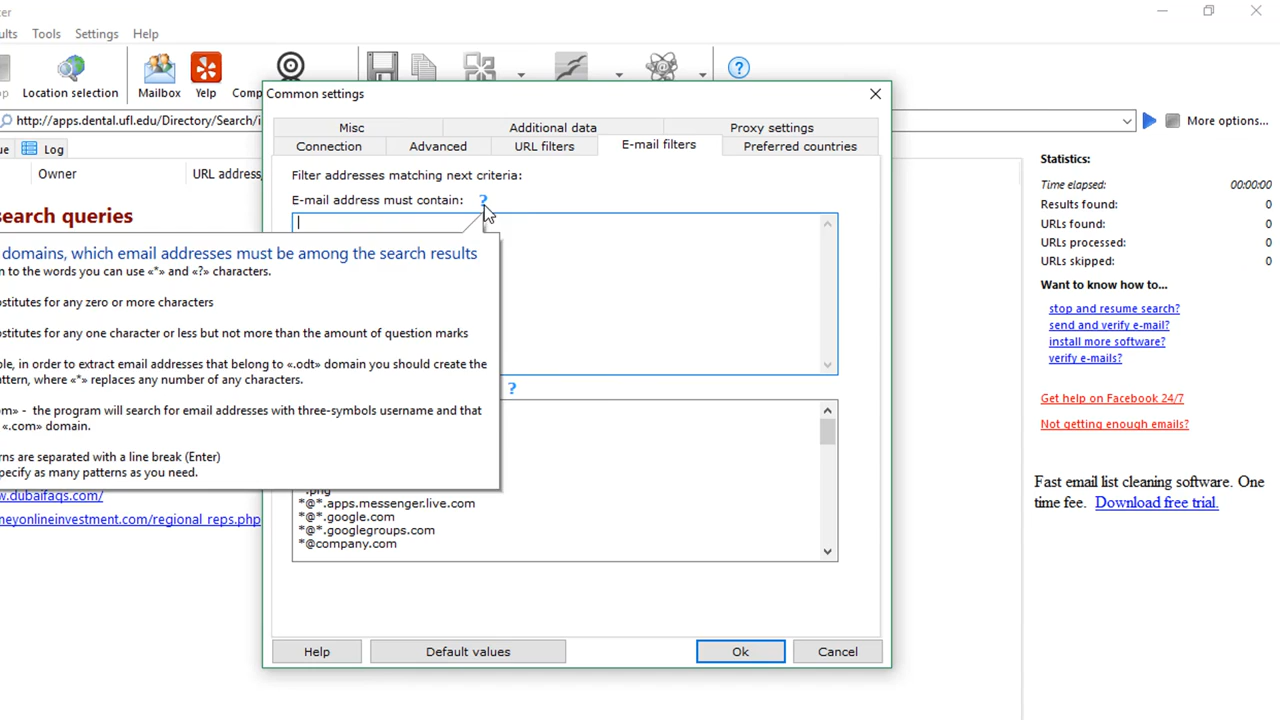 ter
ults Tools Settings Help
op Location selection Mailbox Yelp Comp
http://apps.dental.ufl.edu/Directory/Search/i More options...
ue Log
Owner URL address
search queries
Common settings
Misc Additional data Proxy settings
Connection Advanced URL filters E-mail filters Preferred countries
Filter addresses matching next criteria:
E-mail address must contain: ?
domains, which email addresses must be among the search results
n to the words you can use «*» and «?» characters.
stitutes for any zero or more characters
stitutes for any one character or less but not more than the amount of question marks
ple, in order to extract email addresses that belong to «.odt» domain you should create the
attern, where «*» replaces any number of any characters.
om» - the program will search for email addresses with three-symbols username and that
«.com» domain.
rns are separated with a line break (Enter)
pecify as many patterns as you need.
?
*.png
*@*.apps.messenger.live.com
*@*.google.com
*@*.googlegroups.com
*@company.com
w.dubaifaqs.com/
neyonlineinvestment.com/regional_reps.php
Help Default values Ok Cancel
Statistics:
Time elapsed: 00:00:00
Results found: 0
URLs found: 0
URLs processed: 0
URLs skipped: 0
Want to know how to...
stop and resume search?
send and verify e-mail?
install more software?
verify e-mails?
Get help on Facebook 24/7
Not getting enough emails?
Fast email list cleaning software. One
time fee. Download free trial.